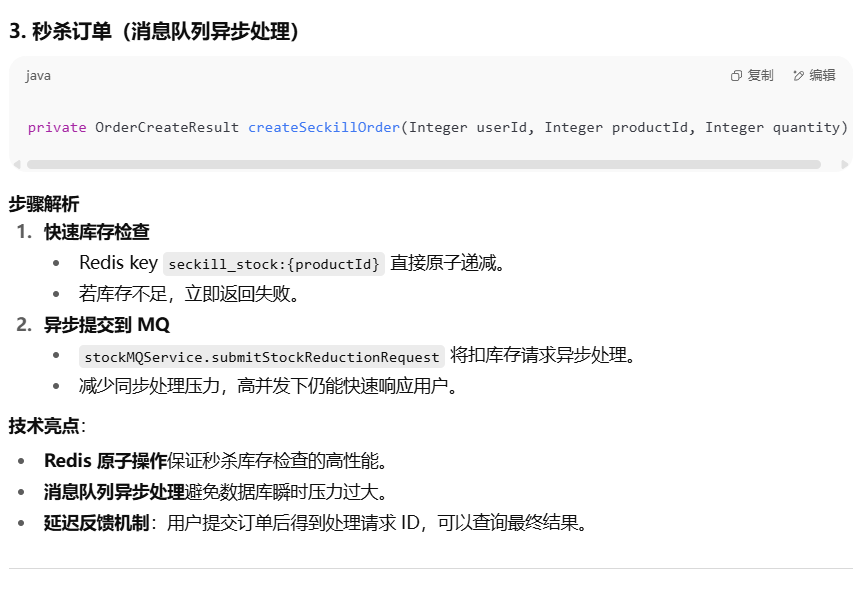 3. 秒杀订单（消息队列异步处理）
java
复制
编辑
private OrderCreateResult createSeckillOrder(Integer userId, Integer productId, Integer quantity)
步骤解析
1. 快速库存检查
• Redis key seckill_stock:{productId} 直接原子递减。
• 若库存不足，立即返回失败。
2. 异步提交到 MQ
• stockMQService.submitStockReductionRequest 将扣库存请求异步处理。
• 减少同步处理压力，高并发下仍能快速响应用户。
技术亮点：
• Redis 原子操作保证秒杀库存检查的高性能。
• 消息队列异步处理避免数据库瞬时压力过大。
• 延迟反馈机制：用户提交订单后得到处理请求 ID，可以查询最终结果。